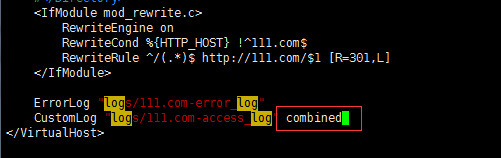 #</Directory>
<IfModule mod_rewrite.c>
RewriteEngine on
RewriteCond %{HTTP_HOST} !^111.com$
RewriteRule ^/(.*)$ http://111.com/$1 [R=301,L]
</IfModule>
ErrorLog "logs/111.com-error_log"
CustomLog "logs/111.com-access_log" combined
</VirtualHost>